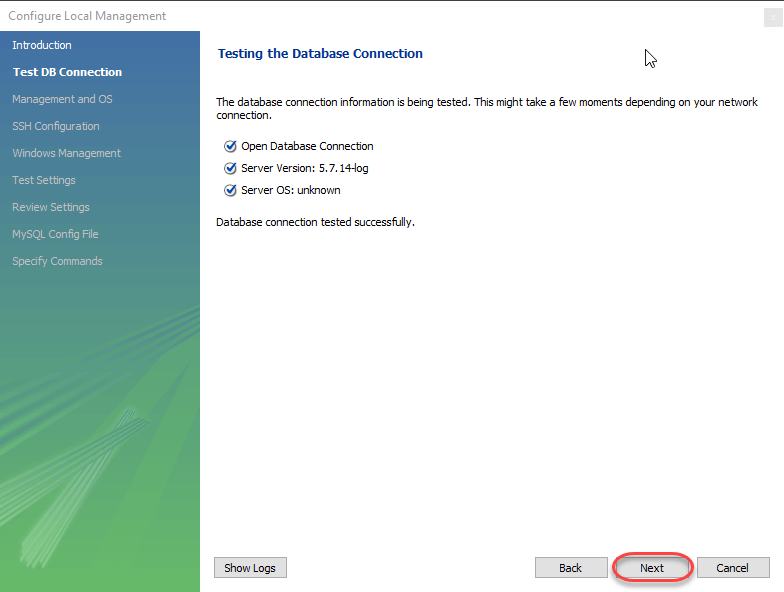 Configure Local Management
Introduction
Test DB Connection
Management and OS
SSH Configuration
Windows Management
Test Settings
Review Settings
MySQL Config File
Specify Commands
Testing the Database Connection
The database connection information is being tested. This might take a few moments depending on your network
connection.
Open Database Connection
Server Version: 5.7.14-log
Server OS: unknown
Database connection tested successfully.
Show Logs
Back
Next
Cancel